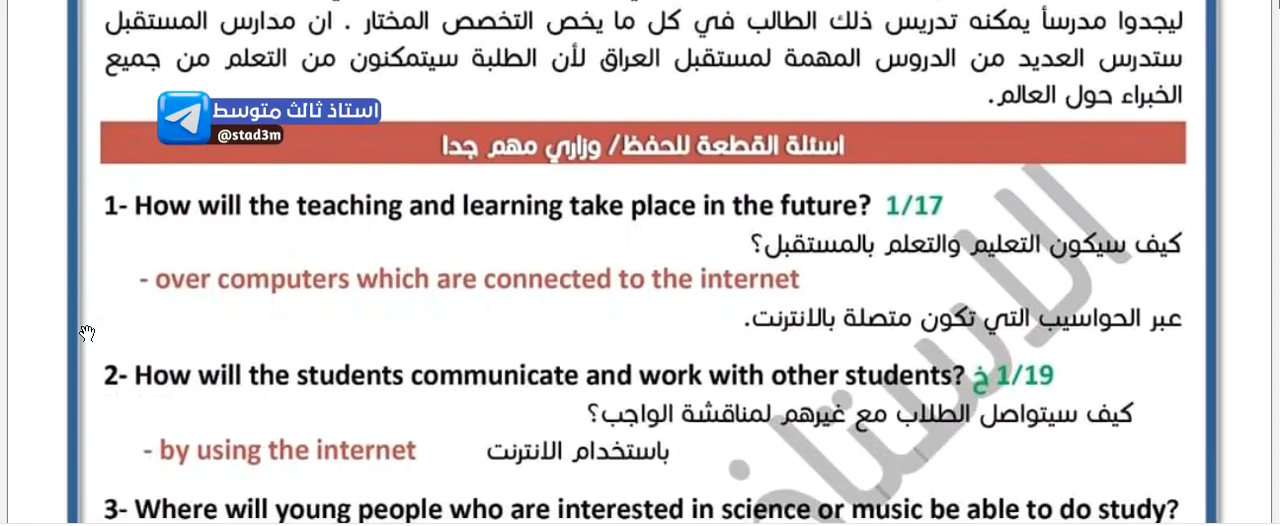 ليجدوا مدرسأ يمكنه تدريس ذلك الطالب في كل ما يخص التخصص المختار . ان مدارس المستقبل
ستدرس العديد من الدروس المهمة لمستقبل العراق لأن الطلبة سيتمكنون من التعلم من جميع
الخبراء حول العالم.
استاذ ثالث متوسط
@stad3m
اسئلة القطعة للحفظ/ وزاري مهم جدا
1- How will the teaching and learning take place in the future? 1/17
كيف سيكون التعليم والتعلم بالمستقبل؟
- over computers which are connected to the internet
عبر الحواسيب التي تكون متصلة بالانترنت.
2- How will the students communicate and work with other students? خ 1/19
كيف سيتواصل الطلاب مع غيرهم لمناقشة الواجب؟
- by using the internet باستخدام الانترنت
3- Where will young people who are interested in science or music be able to do study?
الاستاذ